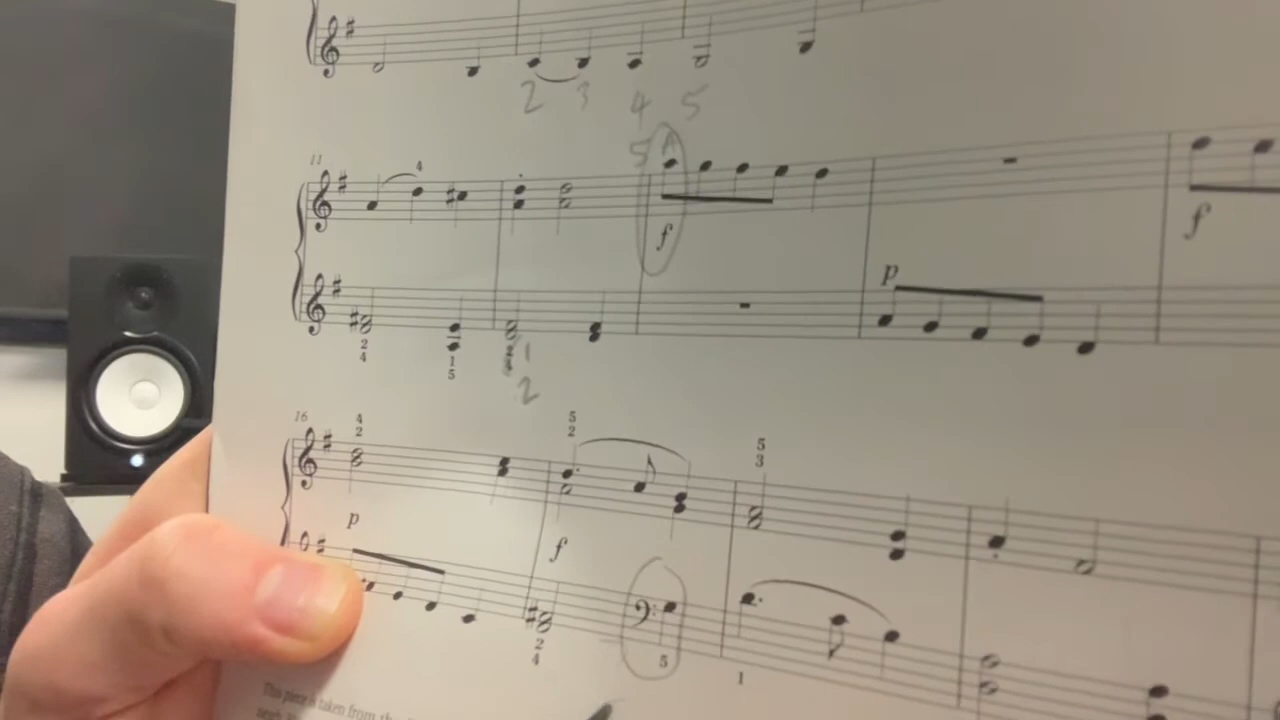 2 3 4 5
11
4
5 A
f
f
p
2 1
4 5
1
2
16
4 5
2 2
5
3
p
f
2 5
4
1
This piece is taken from the